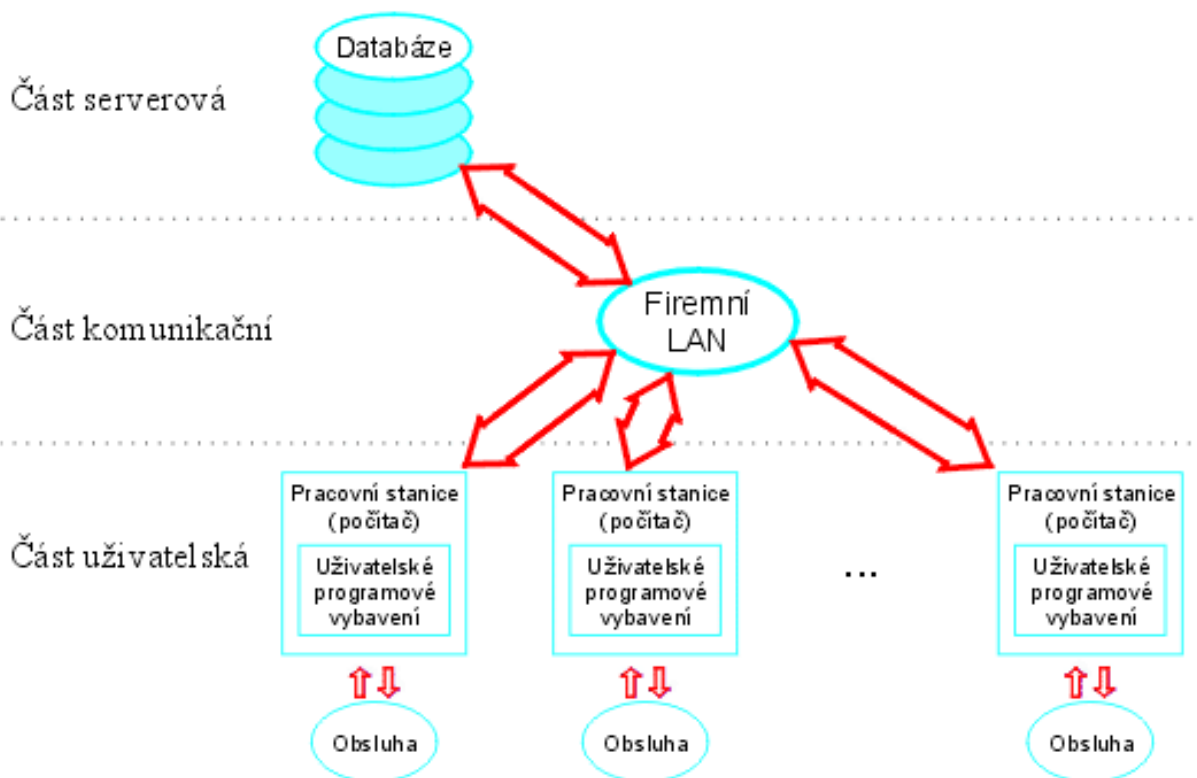 Databáze
Část serverová
Firemní
LAN
Část komunikační
Pracovní stanice
(počítač)
Uživatelské
programové
vybavení
Pracovní stanice
(počítač)
Uživatelské
programové
vybavení
...
Pracovní stanice
(počítač)
Uživatelské
programové
vybavení
Část uživatelská
Obsluha
Obsluha
Obsluha